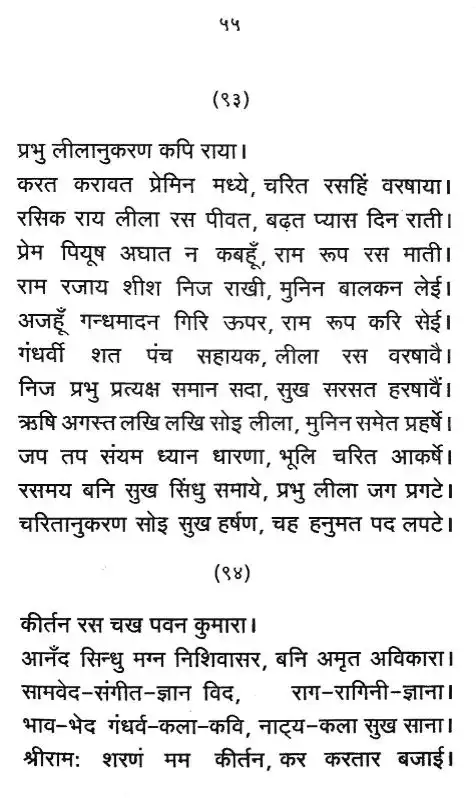 ५५
(९३)
प्रभु लीलानुकरण कपि राया।
करत करावत प्रेमिन मध्ये, चरित रसहिं वरषाया।
रसिक राय लीला रस पीवत, बढ़त प्यास दिन राती।
प्रेम पियूष अघात न कबहूँ, राम रूप रस माती।
राम रजाय शीश निज राखी, मुनिन बालकन लेई।
अजहूँ गन्धमादन गिरि ऊपर, राम रूप करि सेई।
गंधर्वी शत पंच सहायक, लीला रस वरषावै।
निज प्रभु प्रत्यक्ष समान सदा, सुख सरसत हरषावैं।
ऋषि अगस्त लखि लखि सोइ लीला, मुनिन समेत प्रहर्षे।
जप तप संयम ध्यान धारणा, भूलि चरित आकर्षे।
रसमय बनि सुख सिंधु समाये, प्रभु लीला जग प्रगटे।
चरितानुकरण सोइ सुख हर्षण, चह हनुमत पद लपटे।
(९४)
कीर्तन रस चख पवन कुमारा।
आनँद सिन्धु मग्न निशिवासर, बनि अमृत अविकारा।
सामवेद-संगीत-ज्ञान विद, राग-रागिनी-ज्ञाना।
भाव-भेद गंधर्व-कला-कवि, नाट्य-कला सुख साना।
श्रीराम: शरणं मम कीर्तन, कर करतार बजाई।